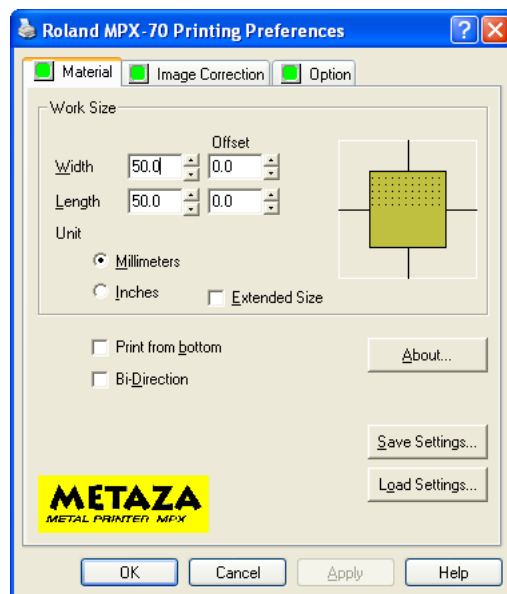 Roland MPX-70 Printing Preferences
Material Image Correction Option
Work Size
Offset
Width 50.0 0.0
Length 50.0 0.0
Unit
Millimeters
Inches Extended Size
Print from bottom About...
Bi-Direction
Save Settings...
Load Settings...
METAZA
METAL PRINTER MPX
OK Cancel Apply Help